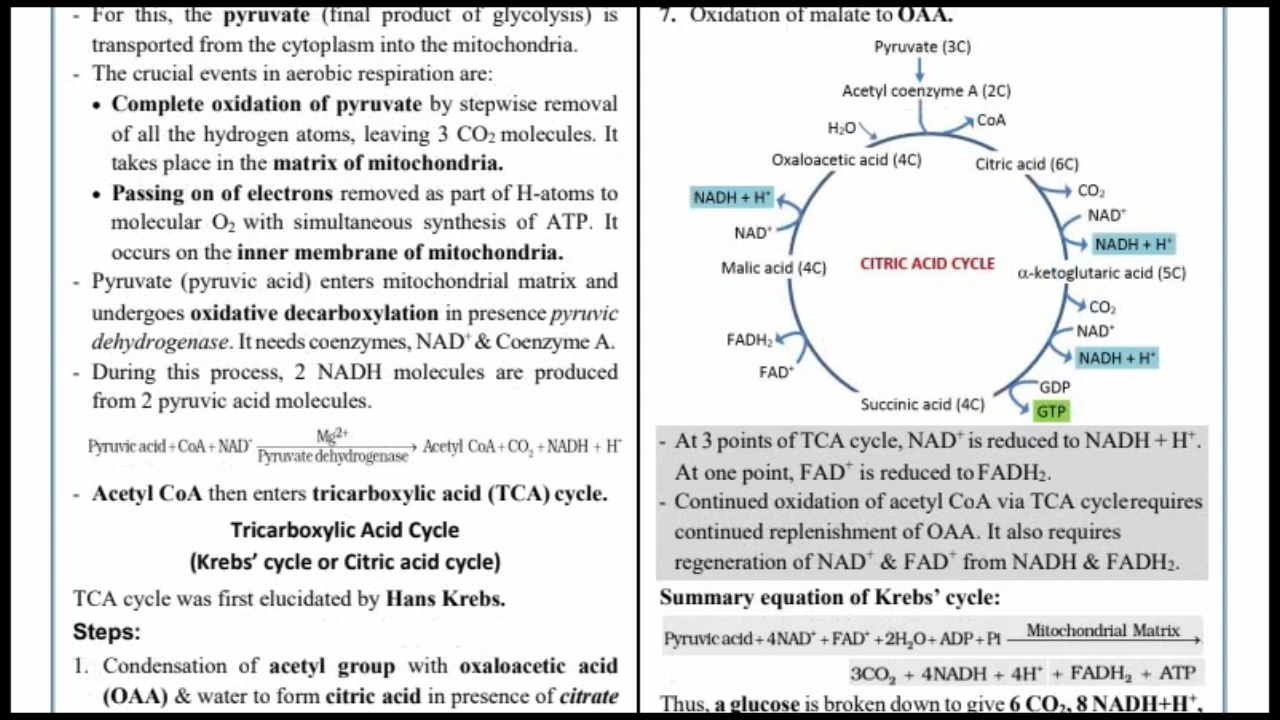 - For this, the pyruvate (final product of glycolysis) is
transported from the cytoplasm into the mitochondria.
- The crucial events in aerobic respiration are:
• Complete oxidation of pyruvate by stepwise removal
of all the hydrogen atoms, leaving 3 CO₂ molecules. It
takes place in the matrix of mitochondria.
• Passing on of electrons removed as part of H-atoms to
molecular O₂ with simultaneous synthesis of ATP. It
occurs on the inner membrane of mitochondria.
- Pyruvate (pyruvic acid) enters mitochondrial matrix and
undergoes oxidative decarboxylation in presence pyruvic
dehydrogenase. It needs coenzymes, NAD⁺ & Coenzyme A.
- During this process, 2 NADH molecules are produced
from 2 pyruvic acid molecules.
Mg²⁺
Pyruvic acid + CoA + NAD⁺ → Acetyl CoA + CO₂ + NADH + H⁺
Pyruvate dehydrogenase
- Acetyl CoA then enters tricarboxylic acid (TCA) cycle.
Tricarboxylic Acid Cycle
(Krebs' cycle or Citric acid cycle)
TCA cycle was first elucidated by Hans Krebs.
Steps:
1. Condensation of acetyl group with oxaloacetic acid
(OAA) & water to form citric acid in presence of citrate
7. Oxidation of malate to OAA.
Pyruvate (3C)
Acetyl coenzyme A (2C)
H₂O
CoA
Oxaloacetic acid (4C)
Citric acid (6C)
CO₂
NADH + H⁺
NAD⁺
NAD⁺
NADH + H⁺
Malic acid (4C)
CITRIC ACID CYCLE
α-ketoglutaric acid (5C)
CO₂
NAD⁺
FADH₂
NADH + H⁺
FAD⁺
GDP
Succinic acid (4C)
GTP
- At 3 points of TCA cycle, NAD⁺ is reduced to NADH + H⁺.
At one point, FAD⁺ is reduced to FADH₂.
- Continued oxidation of acetyl CoA via TCA cycle requires
continued replenishment of OAA. It also requires
regeneration of NAD⁺ & FAD⁺ from NADH & FADH₂.
Summary equation of Krebs' cycle:
Mitochondrial Matrix
Pyruvic acid + 4NAD⁺ + FAD⁺ + 2H₂O + ADP + Pi →
3CO₂ + 4NADH + 4H⁺ + FADH₂ + ATP
Thus, a glucose is broken down to give 6 CO₂, 8 NADH+H⁺,